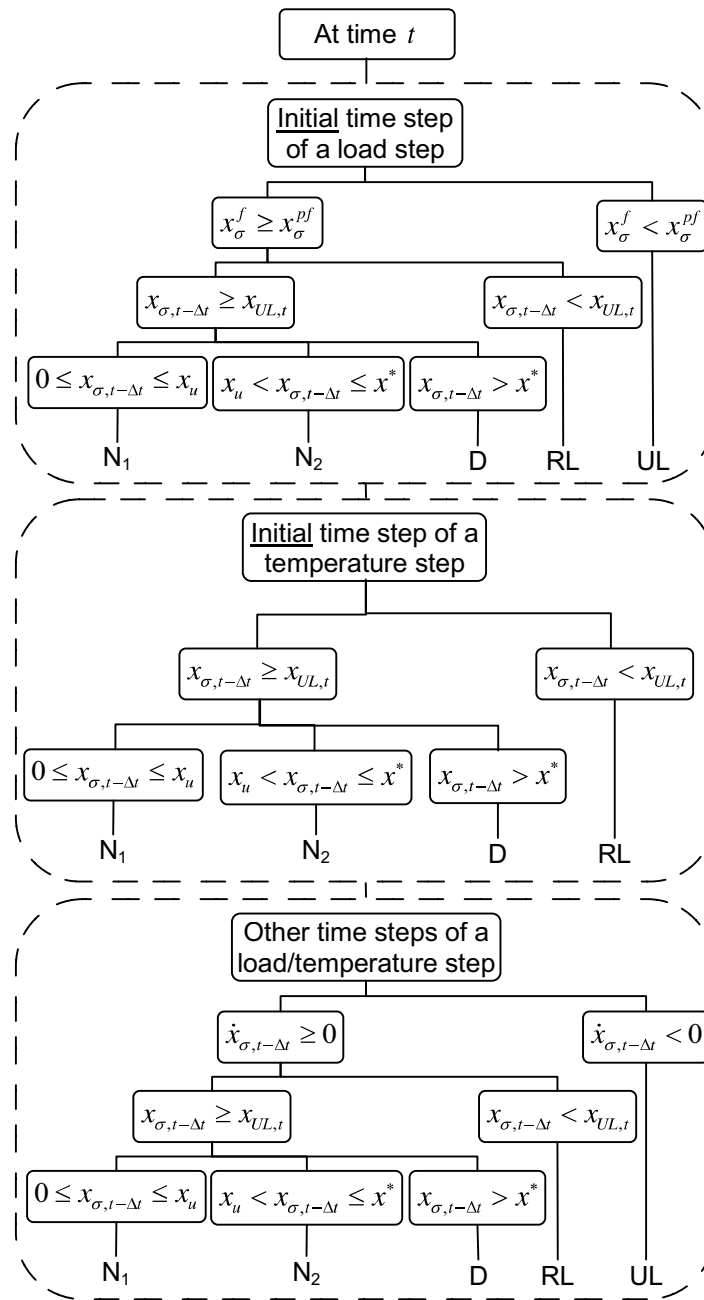 At time t
Initial time step
of a load step
x_σ^f ≥ x_σ^pf
x_σ^f < x_σ^pf
x_σ,t−Δt ≥ x_UL,t
x_σ,t−Δt < x_UL,t
0 ≤ x_σ,t−Δt ≤ x_u
x_u < x_σ,t−Δt ≤ x*
x_σ,t−Δt > x*
N₁
N₂
D
RL
UL
Initial time step of a
temperature step
x_σ,t−Δt ≥ x_UL,t
x_σ,t−Δt < x_UL,t
0 ≤ x_σ,t−Δt ≤ x_u
x_u < x_σ,t−Δt ≤ x*
x_σ,t−Δt > x*
N₁
N₂
D
RL
Other time steps of a
load/temperature step
ẋ_σ,t−Δt ≥ 0
ẋ_σ,t−Δt < 0
x_σ,t−Δt ≥ x_UL,t
x_σ,t−Δt < x_UL,t
0 ≤ x_σ,t−Δt ≤ x_u
x_u < x_σ,t−Δt ≤ x*
x_σ,t−Δt > x*
N₁
N₂
D
RL
UL